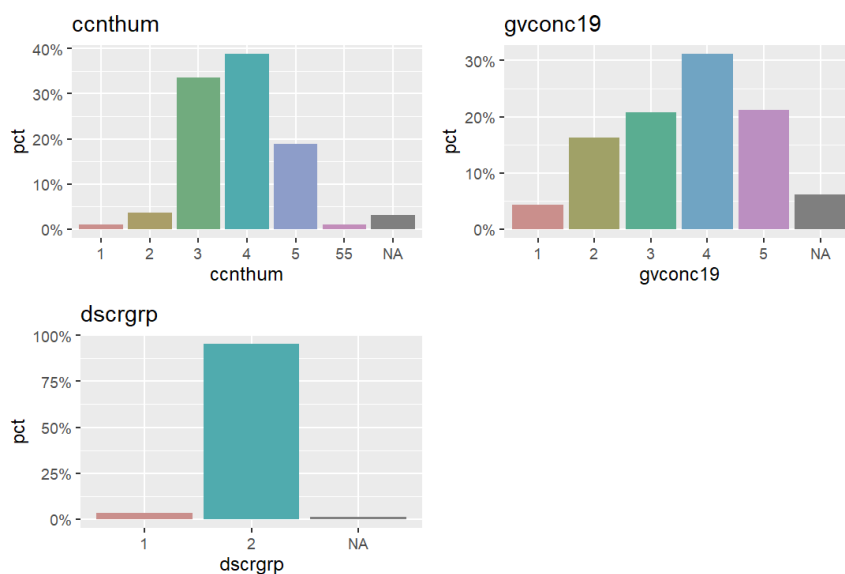 ccnthum
40%
30%
20%
10%
0%
pct
1 2 3 4 5 55 NA
ccnthum
gvconc19
30%
20%
10%
0%
pct
1 2 3 4 5 NA
gvconc19
dscrgrp
100%
75%
50%
25%
0%
pct
1 2 NA
dscrgrp